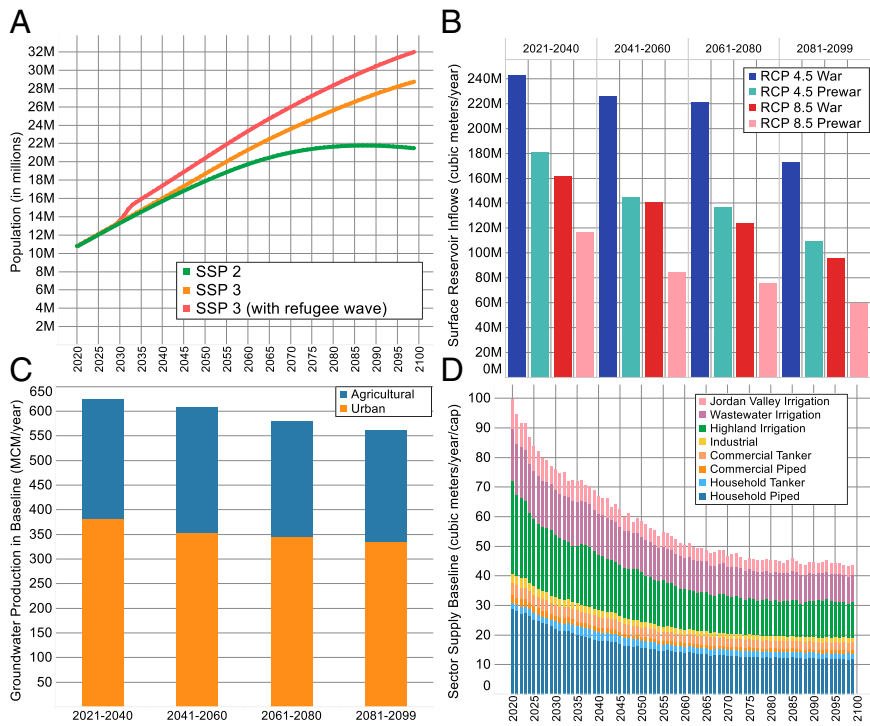 A
Population (in millions)
32M
30M
28M
26M
24M
22M
20M
18M
16M
14M
12M
10M
8M
6M
4M
2M
SSP 2
SSP 3
SSP 3 (with refugee wave)
2020 2025 2030 2035 2040 2045 2050 2055 2060 2065 2070 2075 2080 2085 2090 2095 2100
B
Surface Reservoir Inflows (cubic meters/year)
2021-2040 2041-2060 2061-2080 2081-2099
240M
220M
200M
180M
160M
140M
120M
100M
80M
60M
40M
20M
0M
RCP 4.5 War
RCP 4.5 Prewar
RCP 8.5 War
RCP 8.5 Prewar
C
Groundwater Production in Baseline (MCM/year)
650
600
550
500
450
400
350
300
250
200
150
100
50
Agricultural
Urban
2021-2040 2041-2060 2061-2080 2081-2099
D
Sector Supply Baseline (cubic meters/year/cap)
100
90
80
70
60
50
40
30
20
10
0
Jordan Valley Irrigation
Wastewater Irrigation
Highland Irrigation
Industrial
Commercial Tanker
Commercial Piped
Household Tanker
Household Piped
2020 2025 2030 2035 2040 2045 2050 2055 2060 2065 2070 2075 2080 2085 2090 2095 2100